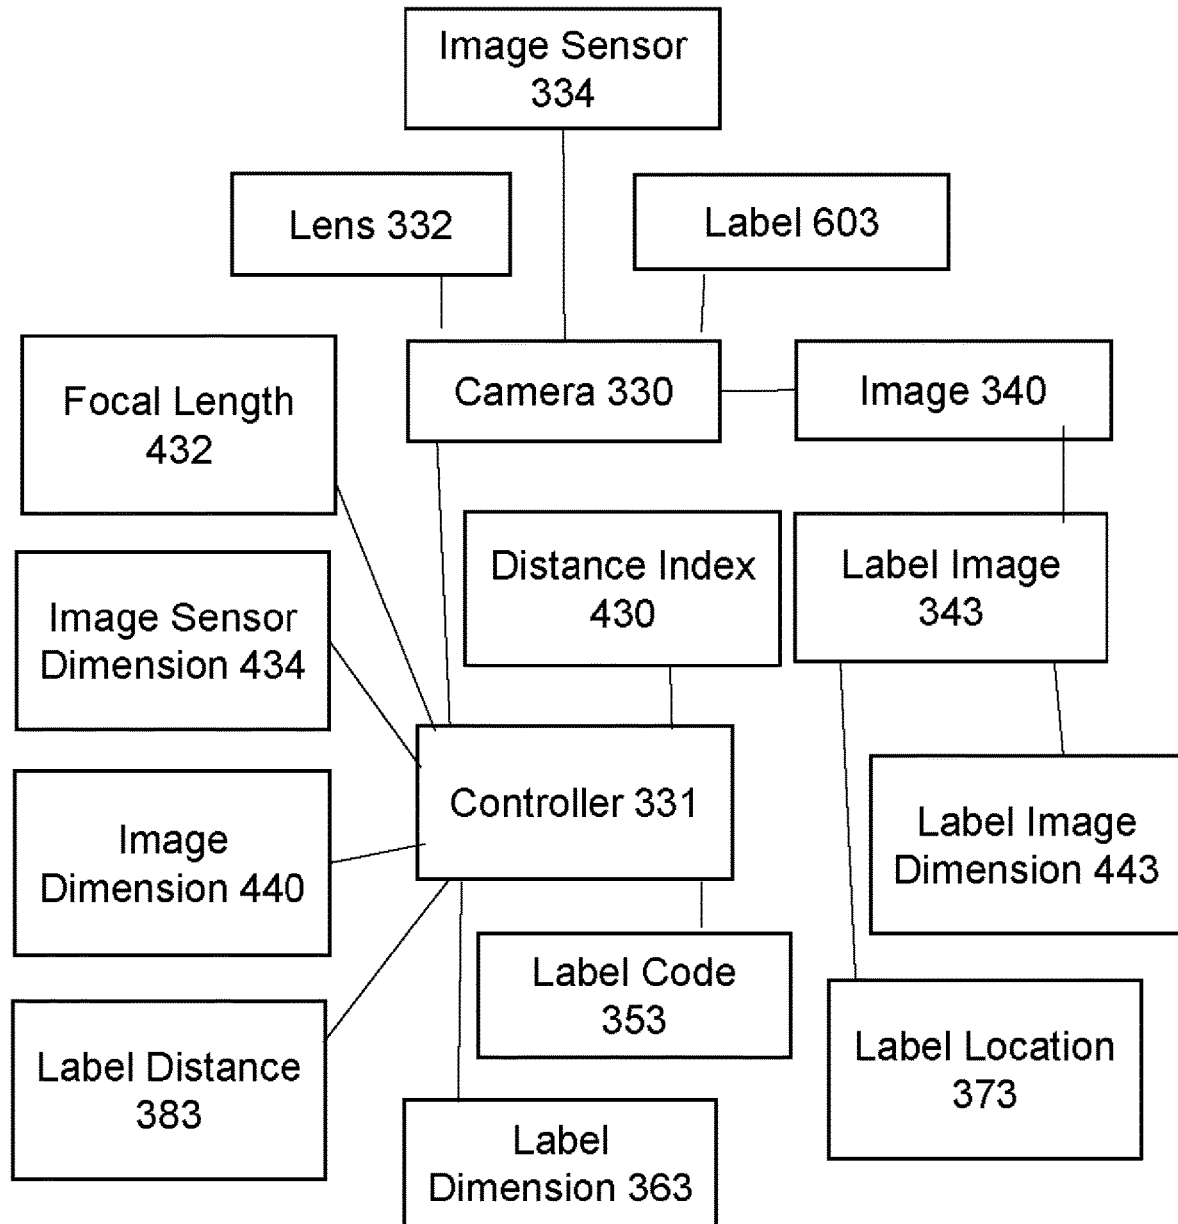 Image Sensor
334
Lens 332
Label 603
Camera 330
Image 340
Focal Length
432
Distance Index
430
Label Image
343
Image Sensor
Dimension 434
Controller 331
Image
Dimension 440
Label Image
Dimension 443
Label Code
353
Label Location
373
Label Distance
383
Label
Dimension 363